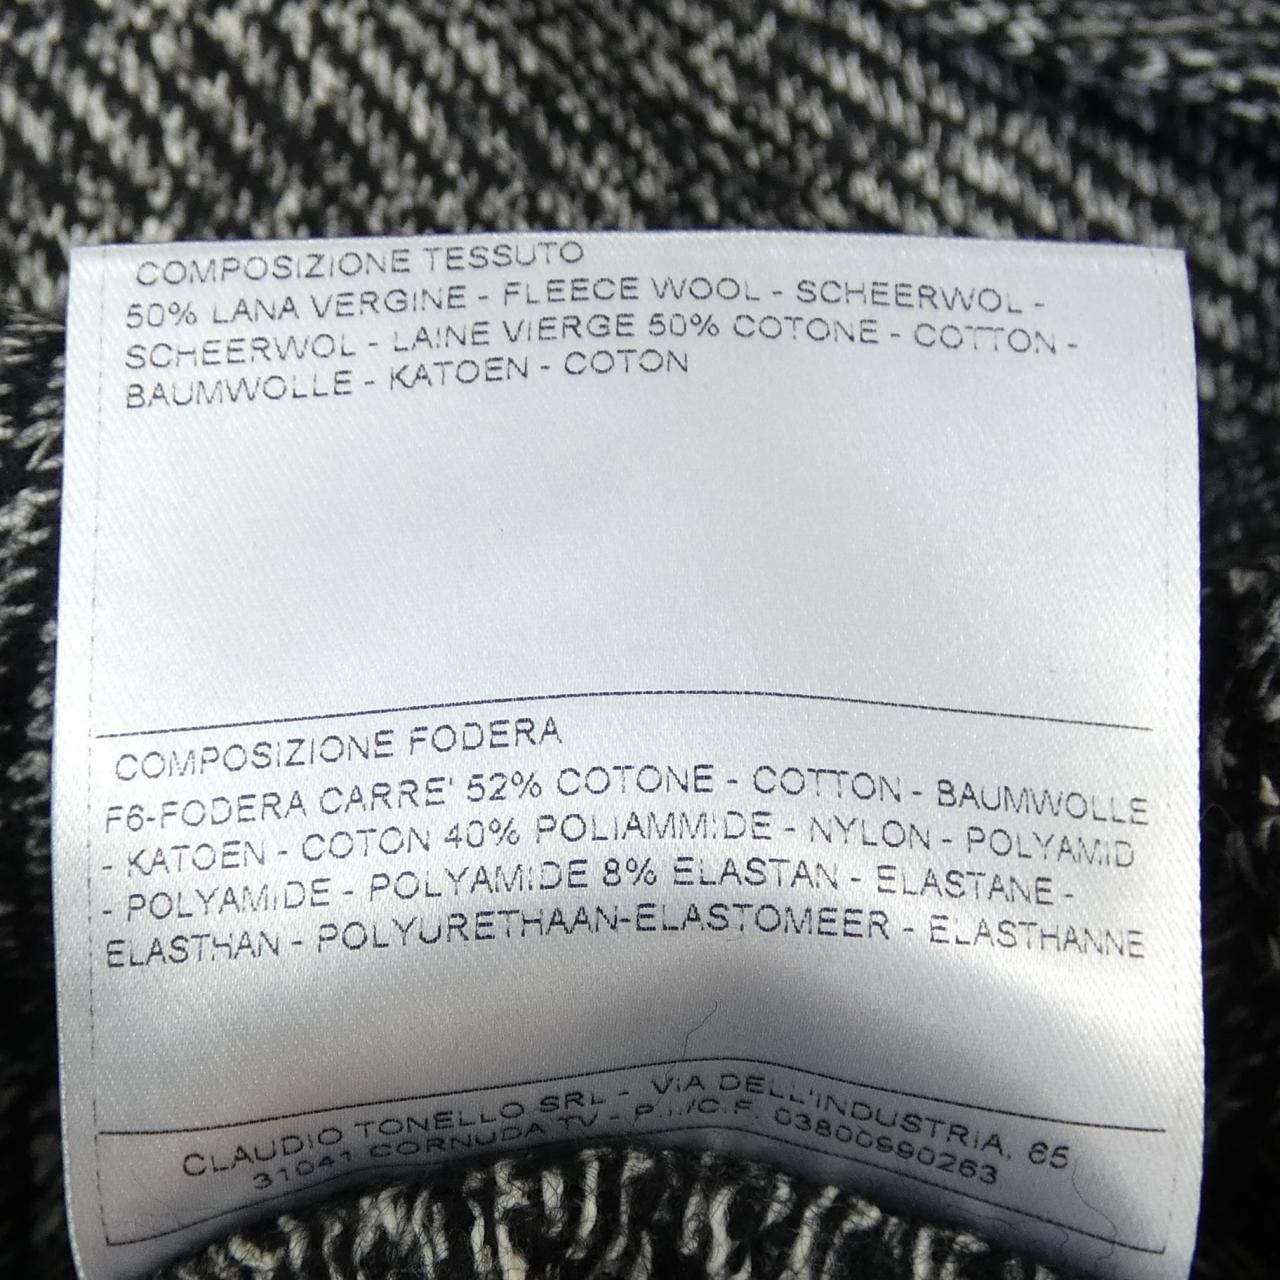 COMPOSIZIONE TESSUTO
50% LANA VERGINE - FLEECE WOOL - SCHEERWOL -
SCHEERWOL - LAINE VIERGE 50% COTONE - COTTON -
BAUMWOLLE - KATOEN - COTON
COMPOSIZIONE FODERA
F6-FODERA CARRE' 52% COTONE - COTTON - BAUMWOLLE
- KATOEN - COTON 40% POLIAMMIDE - NYLON - POLYAMID
- POLYAMIDE - POLYAMIDE 8% ELASTAN - ELASTANE -
ELASTHAN - POLYURETHAAN-ELASTOMEER - ELASTHANNE
CLAUDIO TONELLO SRL - VIA DELL'INDUSTRIA, 65
31041 CORNUDA TV - P.I./C.F. 03800990263